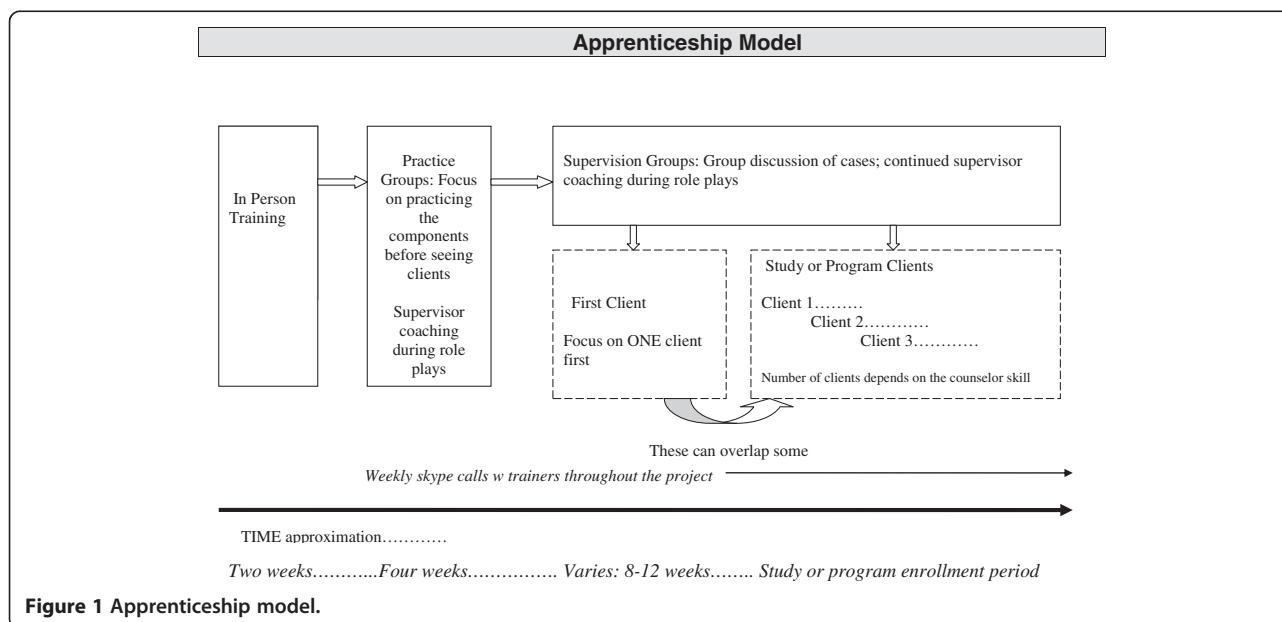 Apprenticeship Model
In Person
Training
Practice
Groups: Focus
on practicing
the
components
before seeing
clients
Supervisor
coaching
during role
plays
Supervision Groups: Group discussion of cases; continued supervisor
coaching during role plays
First Client
Focus on ONE client
first
Study or Program Clients
Client 1.........
Client 2............
Client 3............
Number of clients depends on the counselor skill
These can overlap some
Weekly skype calls w trainers throughout the project
TIME approximation............
Two weeks............Four weeks................ Varies: 8-12 weeks........ Study or program enrollment period
Figure 1 Apprenticeship model.